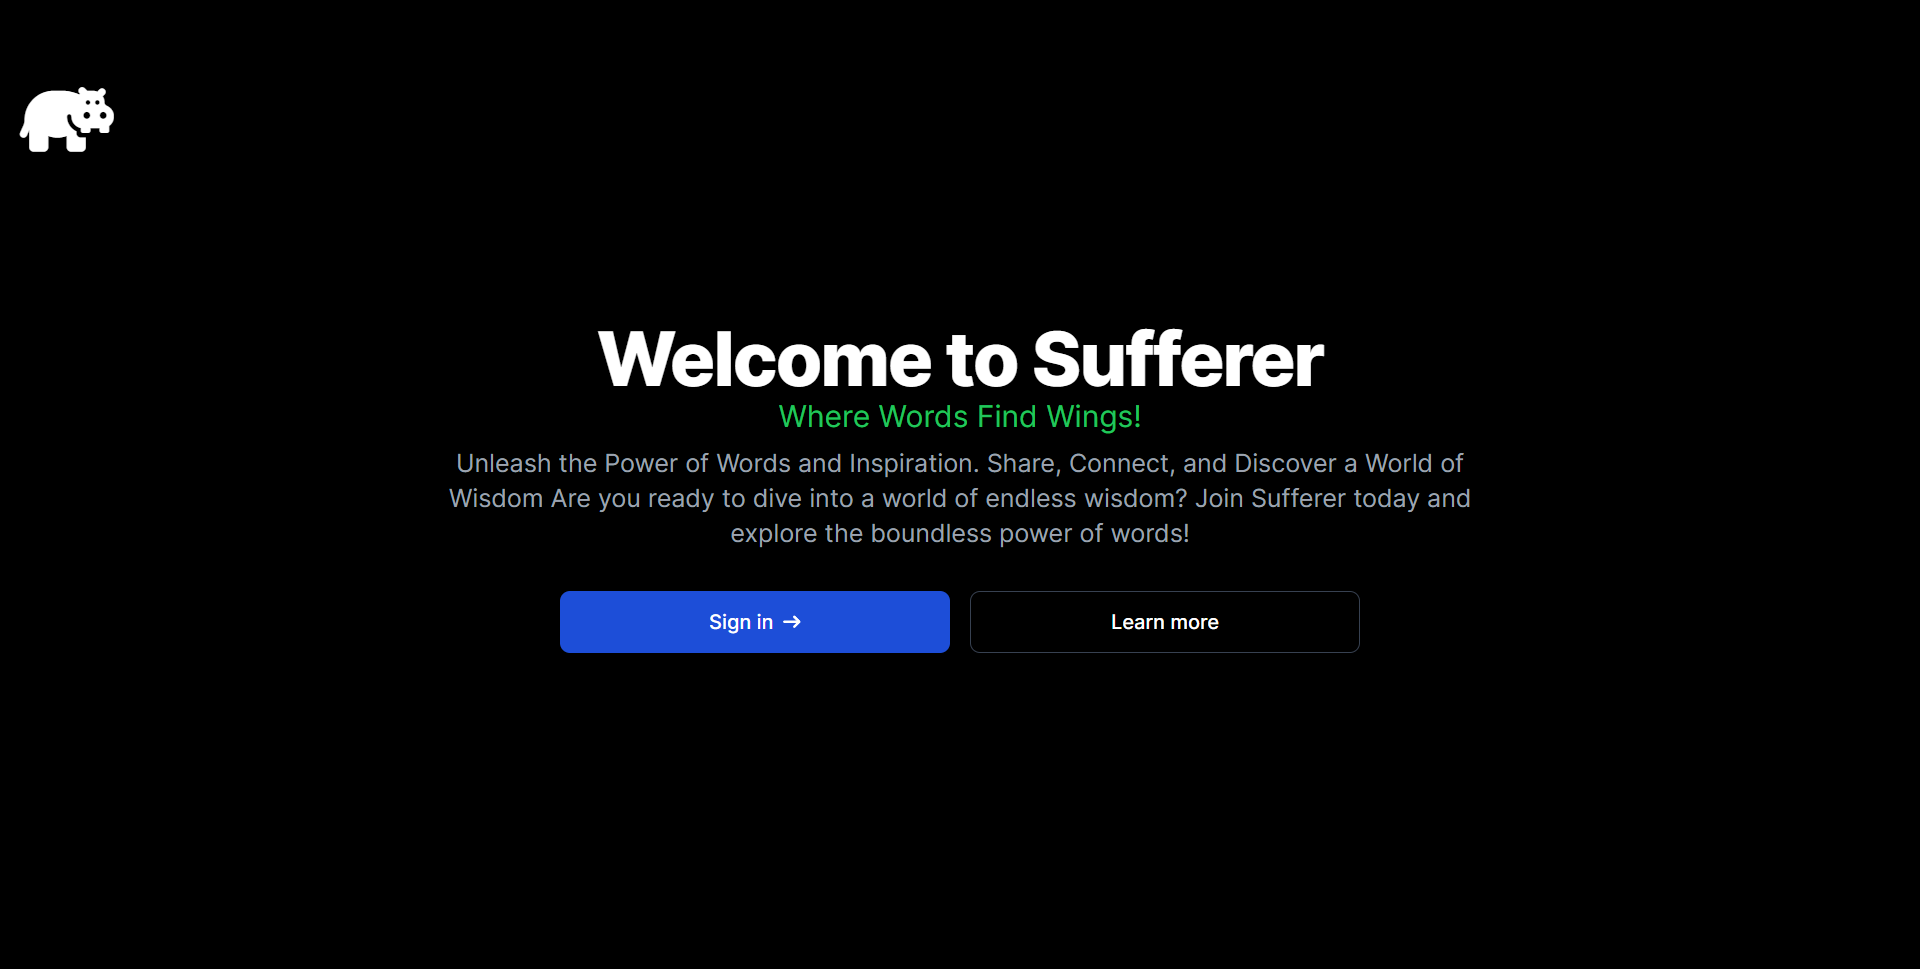 Welcome to Sufferer
Where Words Find Wings!
Unleash the Power of Words and Inspiration. Share, Connect, and Discover a World of
Wisdom Are you ready to dive into a world of endless wisdom? Join Sufferer today and
explore the boundless power of words!
Sign in →
Learn more